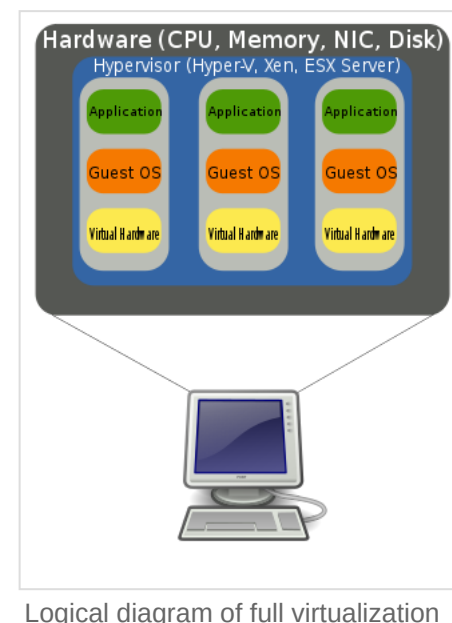 Hardware (CPU, Memory, NIC, Disk)
Hypervisor (Hyper-V, Xen, ESX Server)
Application Application Application
Guest OS Guest OS Guest OS
Virtual Hardware Virtual Hardware Virtual Hardware
Logical diagram of full virtualization